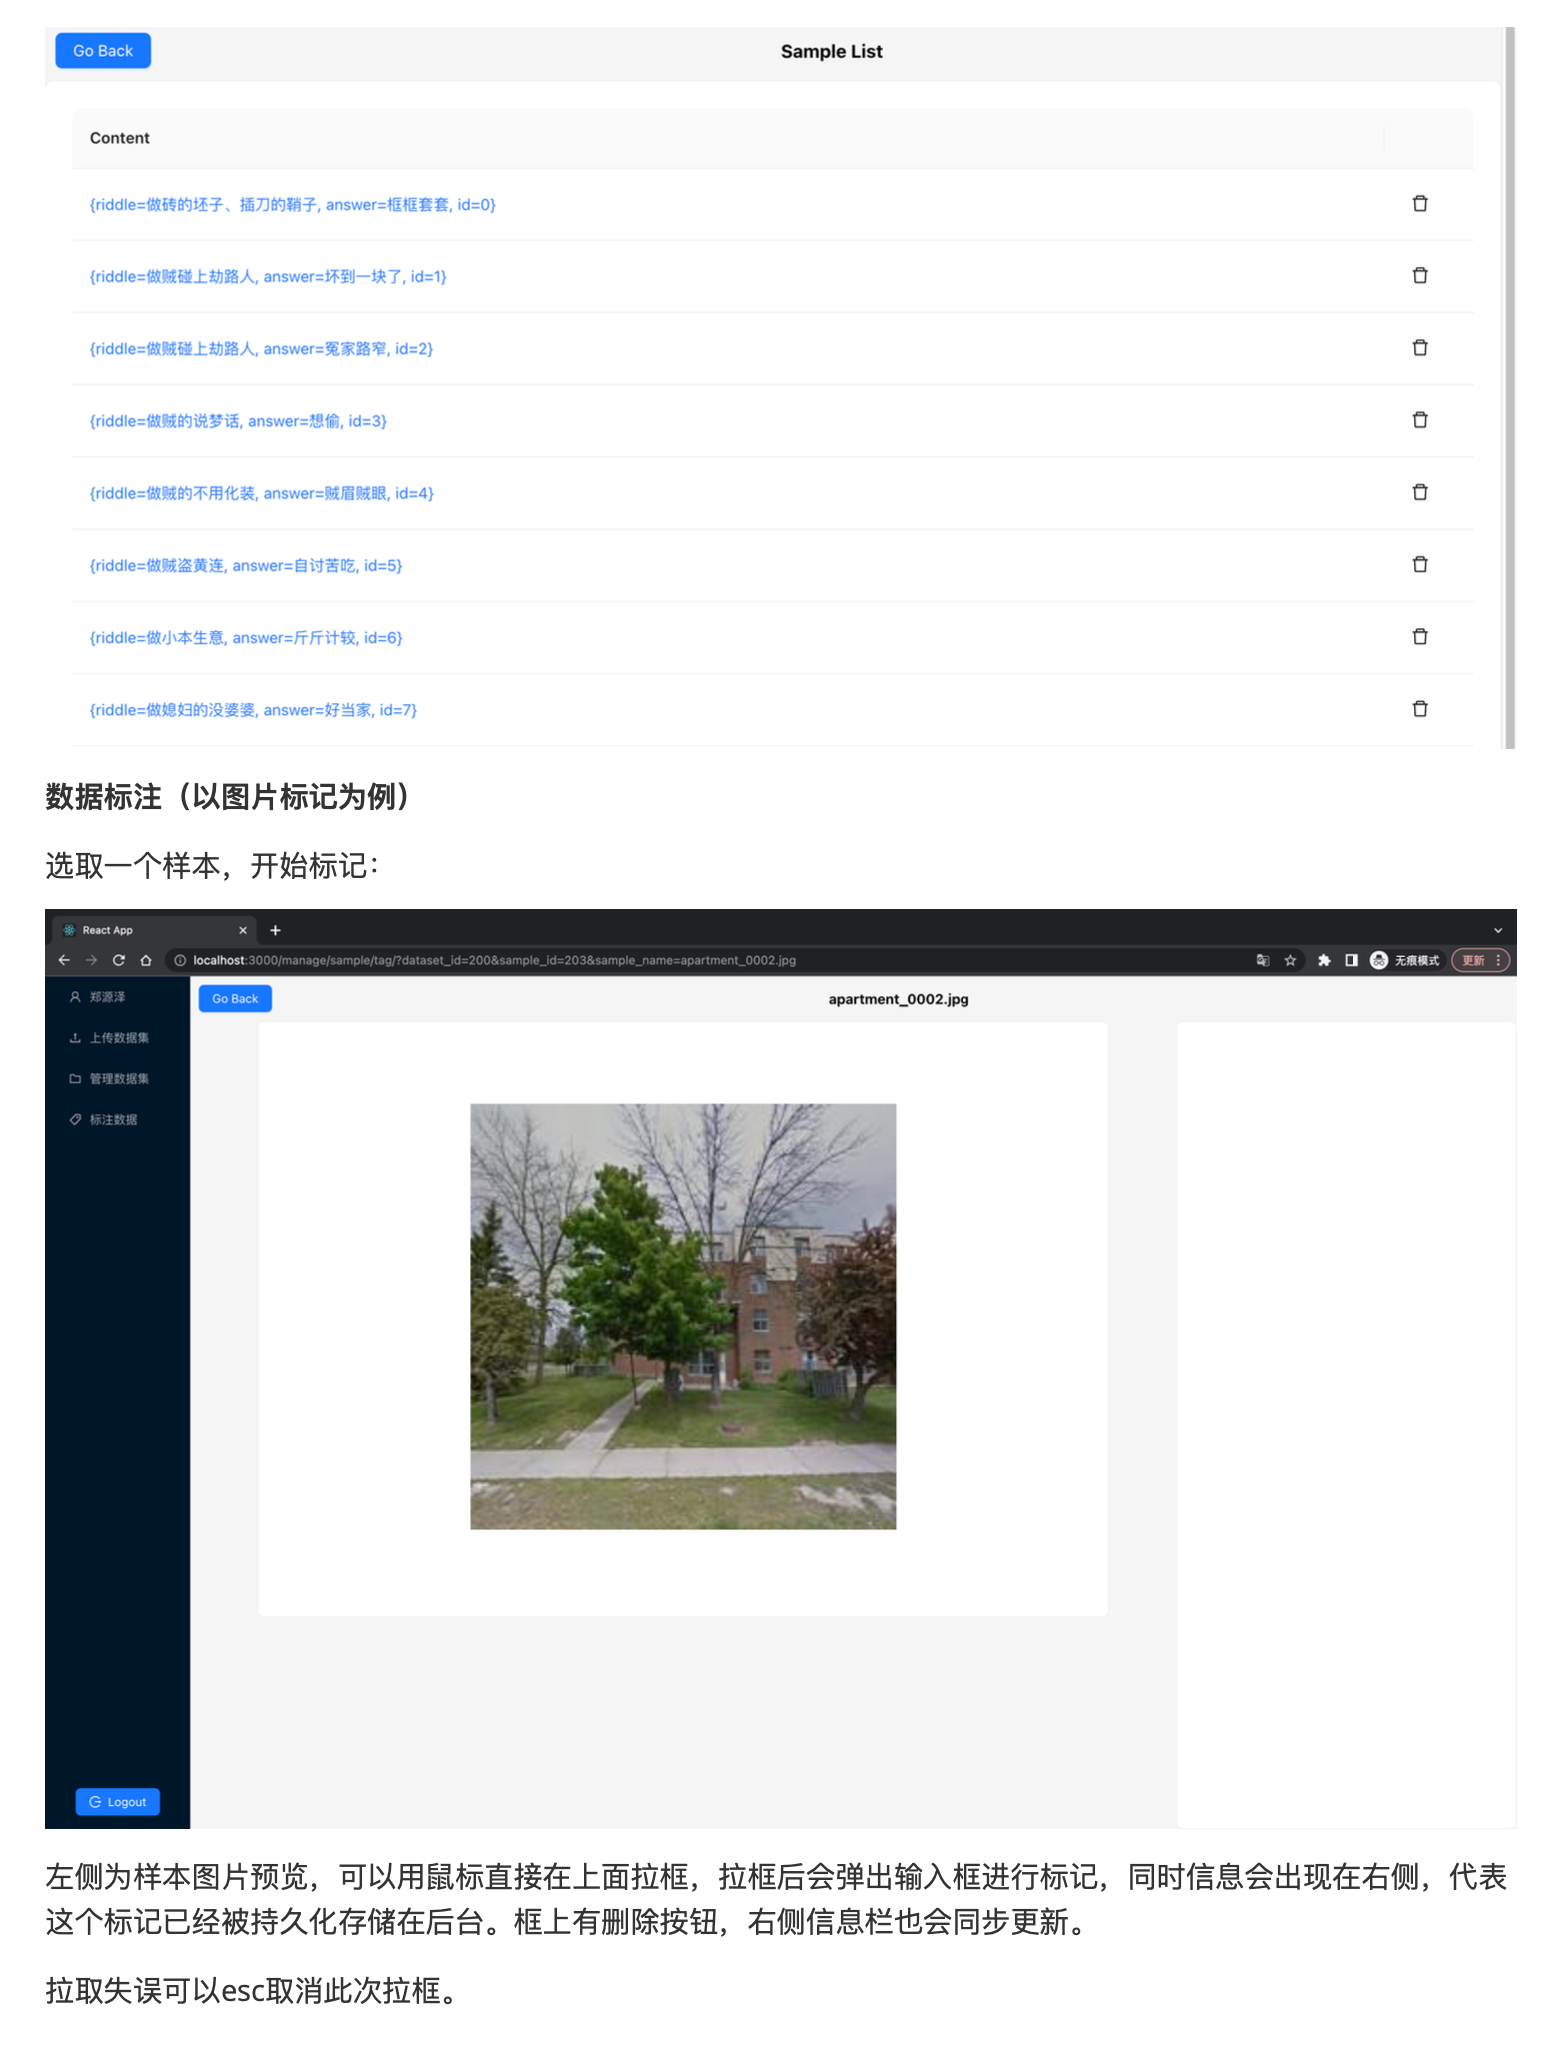 Go Back
Sample List
Content
{riddle=做砖的坯子、插刀的鞘子, answer=框框套套, id=0}
{riddle=做贼碰上劫路人, answer=坏到一块了, id=1}
{riddle=做贼碰上劫路人, answer=冤家路窄, id=2}
{riddle=做贼的说梦话, answer=想偷, id=3}
{riddle=做贼的不用化装, answer=贼眉贼眼, id=4}
{riddle=做贼盗黄连, answer=自讨苦吃, id=5}
{riddle=做小本生意, answer=斤斤计较, id=6}
{riddle=做媳妇的没婆婆, answer=好当家, id=7}
数据标注（以图片标记为例）
选取一个样本，开始标记：
React App
localhost:3000/manage/sample/tag/?dataset_id=200&sample_id=203&sample_name=apartment_0002.jpg
无痕模式
更新
郑源泽
Go Back
apartment_0002.jpg
上传数据集
管理数据集
标注数据
Logout
左侧为样本图片预览，可以用鼠标直接在上面拉框，拉框后会弹出输入框进行标记，同时信息会出现在右侧，代表
这个标记已经被持久化存储在后台。框上有删除按钮，右侧信息栏也会同步更新。
拉取失误可以esc取消此次拉框。